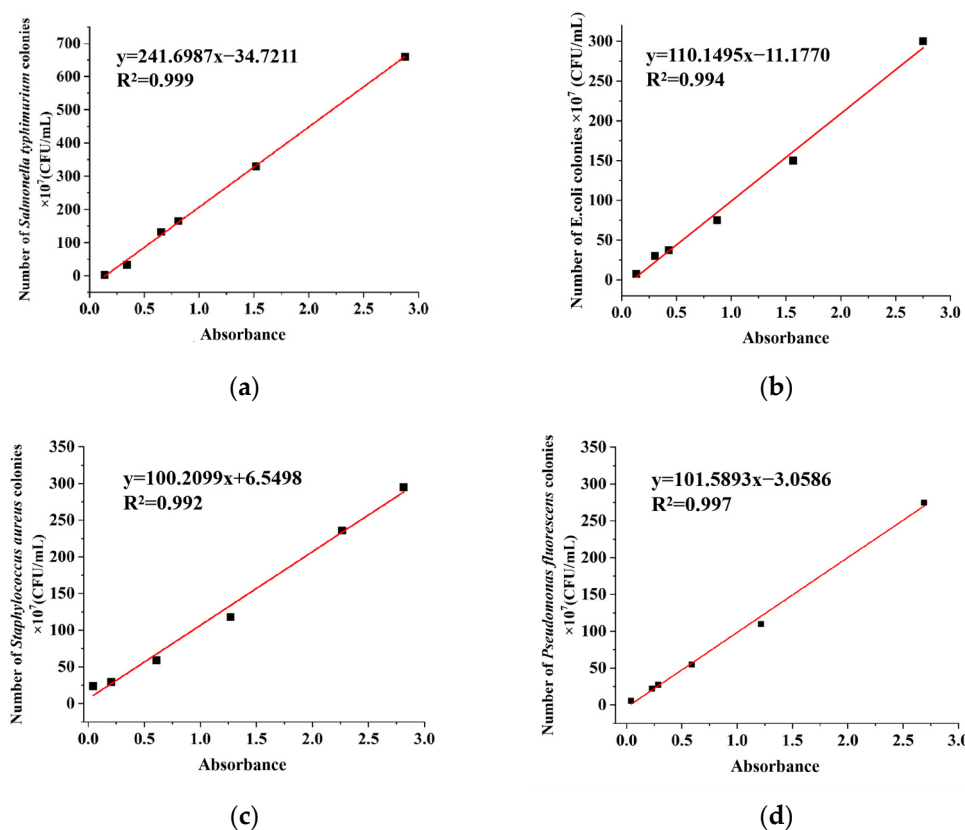 Number of Salmonella typhimurium colonies
×10⁷(CFU/mL)
y=241.6987x−34.7211
R²=0.999
700
600
500
400
300
200
100
0
0.0 0.5 1.0 1.5 2.0 2.5 3.0
Absorbance
(a)
Number of E.coli colonies ×10⁷ (CFU/mL)
y=110.1495x−11.1770
R²=0.994
300
250
200
150
100
50
0
0.0 0.5 1.0 1.5 2.0 2.5 3.0
Absorbance
(b)
Number of Staphylococcus aureus colonies
×10⁷(CFU/mL)
y=100.2099x+6.5498
R²=0.992
350
300
250
200
150
100
50
0
0.0 0.5 1.0 1.5 2.0 2.5 3.0
Absorbance
(c)
Number of Pseudomonas fluorescens colonies
×10⁷(CFU/mL)
y=101.5893x−3.0586
R²=0.997
350
300
250
200
150
100
50
0
0.0 0.5 1.0 1.5 2.0 2.5 3.0
Absorbance
(d)